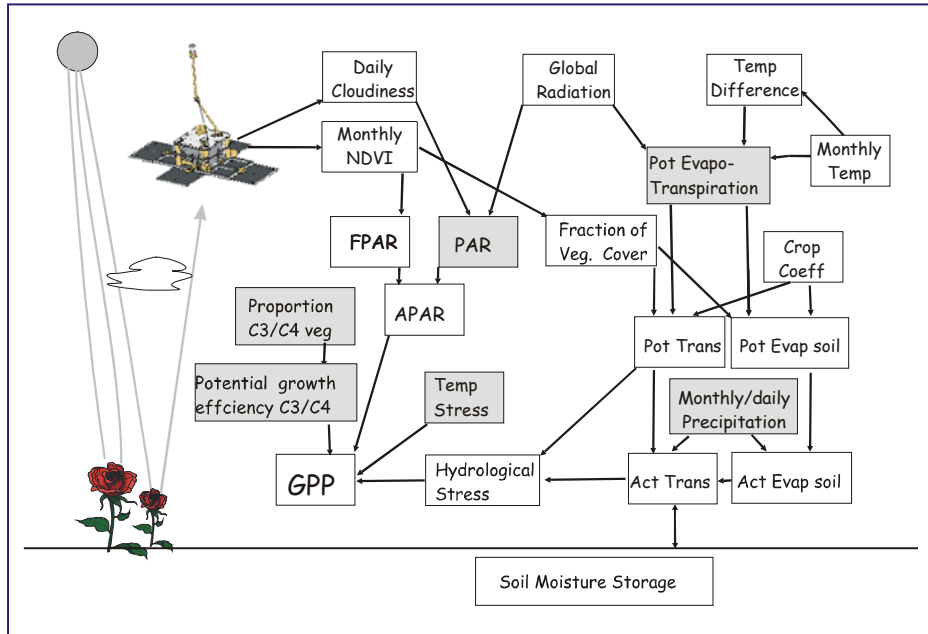 Daily
Cloudiness
Global
Radiation
Temp
Difference
Monthly
NDVI
Monthly
Temp
Pot Evapo-
Transpiration
FPAR
PAR
Fraction of
Veg. Cover
Crop
Coeff
Proportion
C3/C4 veg
APAR
Pot Trans
Pot Evap soil
Potential growth
effciency C3/C4
Temp
Stress
Monthly/daily
Precipitation
GPP
Hydrological
Stress
Act Trans
Act Evap soil
Soil Moisture Storage